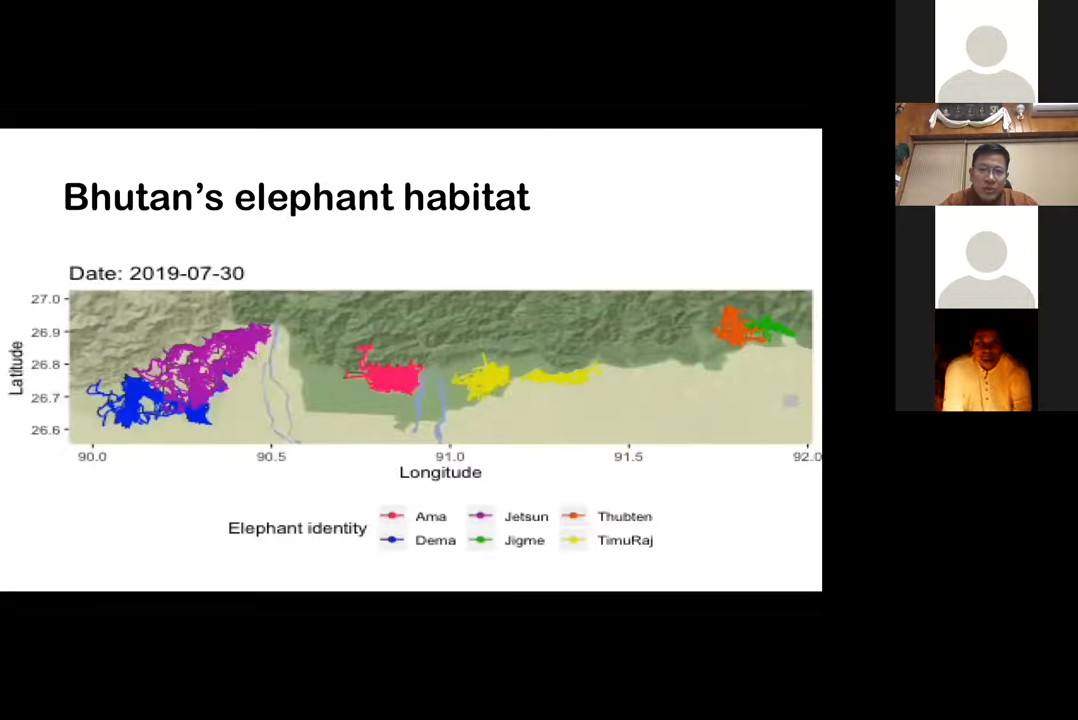 Bhutan's elephant habitat
Date: 2019-07-30
27.0
26.9
26.8
26.7
26.6
Latitude
90.0 90.5 91.0 91.5 92.0
Longitude
Elephant identity
Ama Jetsun Thubten
Dema Jigme TimuRaj